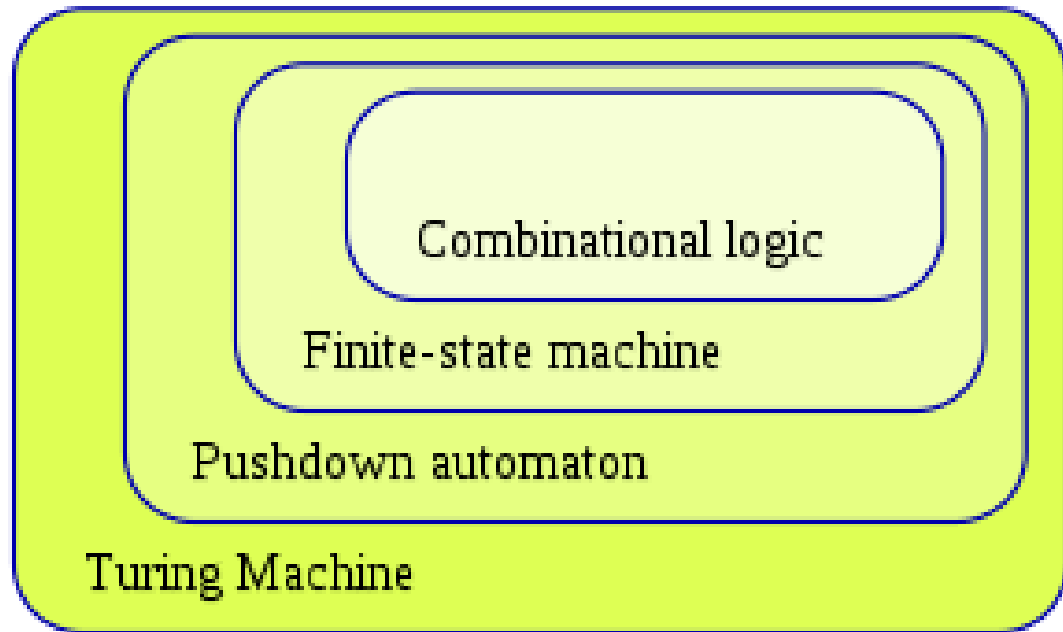 Combinational logic
Finite-state machine
Pushdown automaton
Turing Machine